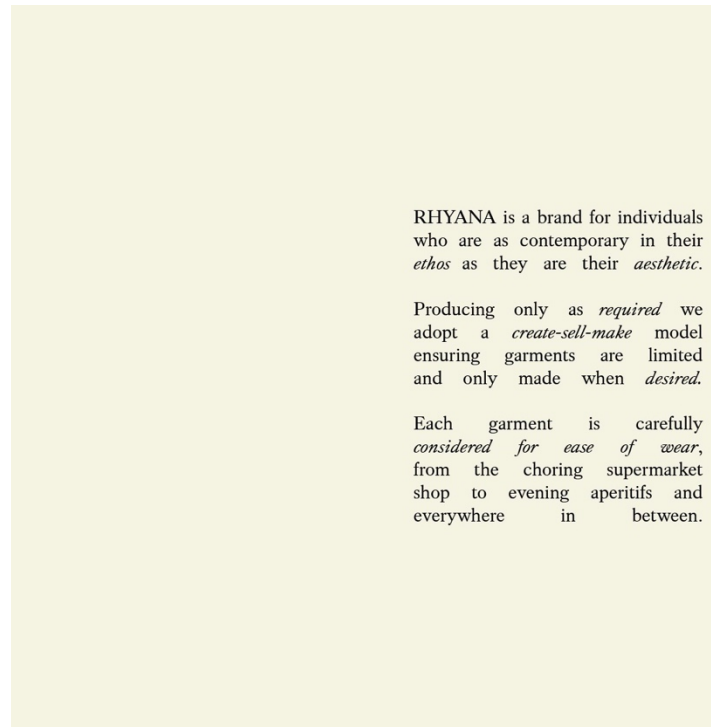 RHYANA is a brand for individuals
who are as contemporary in their
ethos as they are their aesthetic.
Producing only as required we
adopt a create-sell-make model
ensuring garments are limited
and only made when desired.
Each garment is carefully
considered for ease of wear,
from the choring supermarket
shop to evening aperitifs and
everywhere in between.